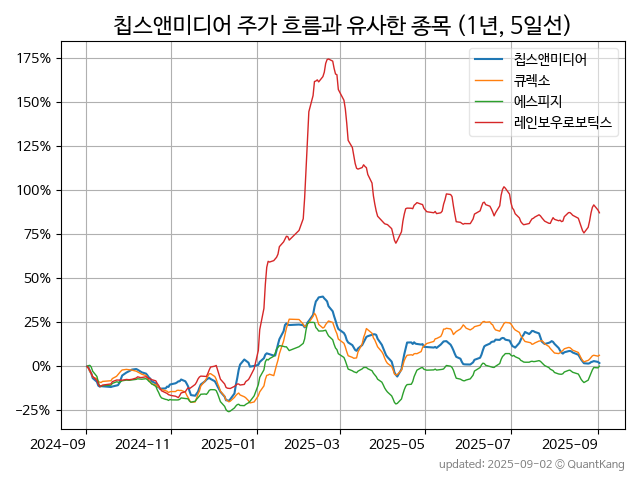 칩스앤미디어 주가 흐름과 유사한 종목 (1년, 5일선)
칩스앤미디어
큐렉소
에스피지
레인보우로보틱스
175%
150%
125%
100%
75%
50%
25%
0%
−25%
2024-09
2024-11
2025-01
2025-03
2025-05
2025-07
2025-09
updated: 2025-09-02 © QuantKang